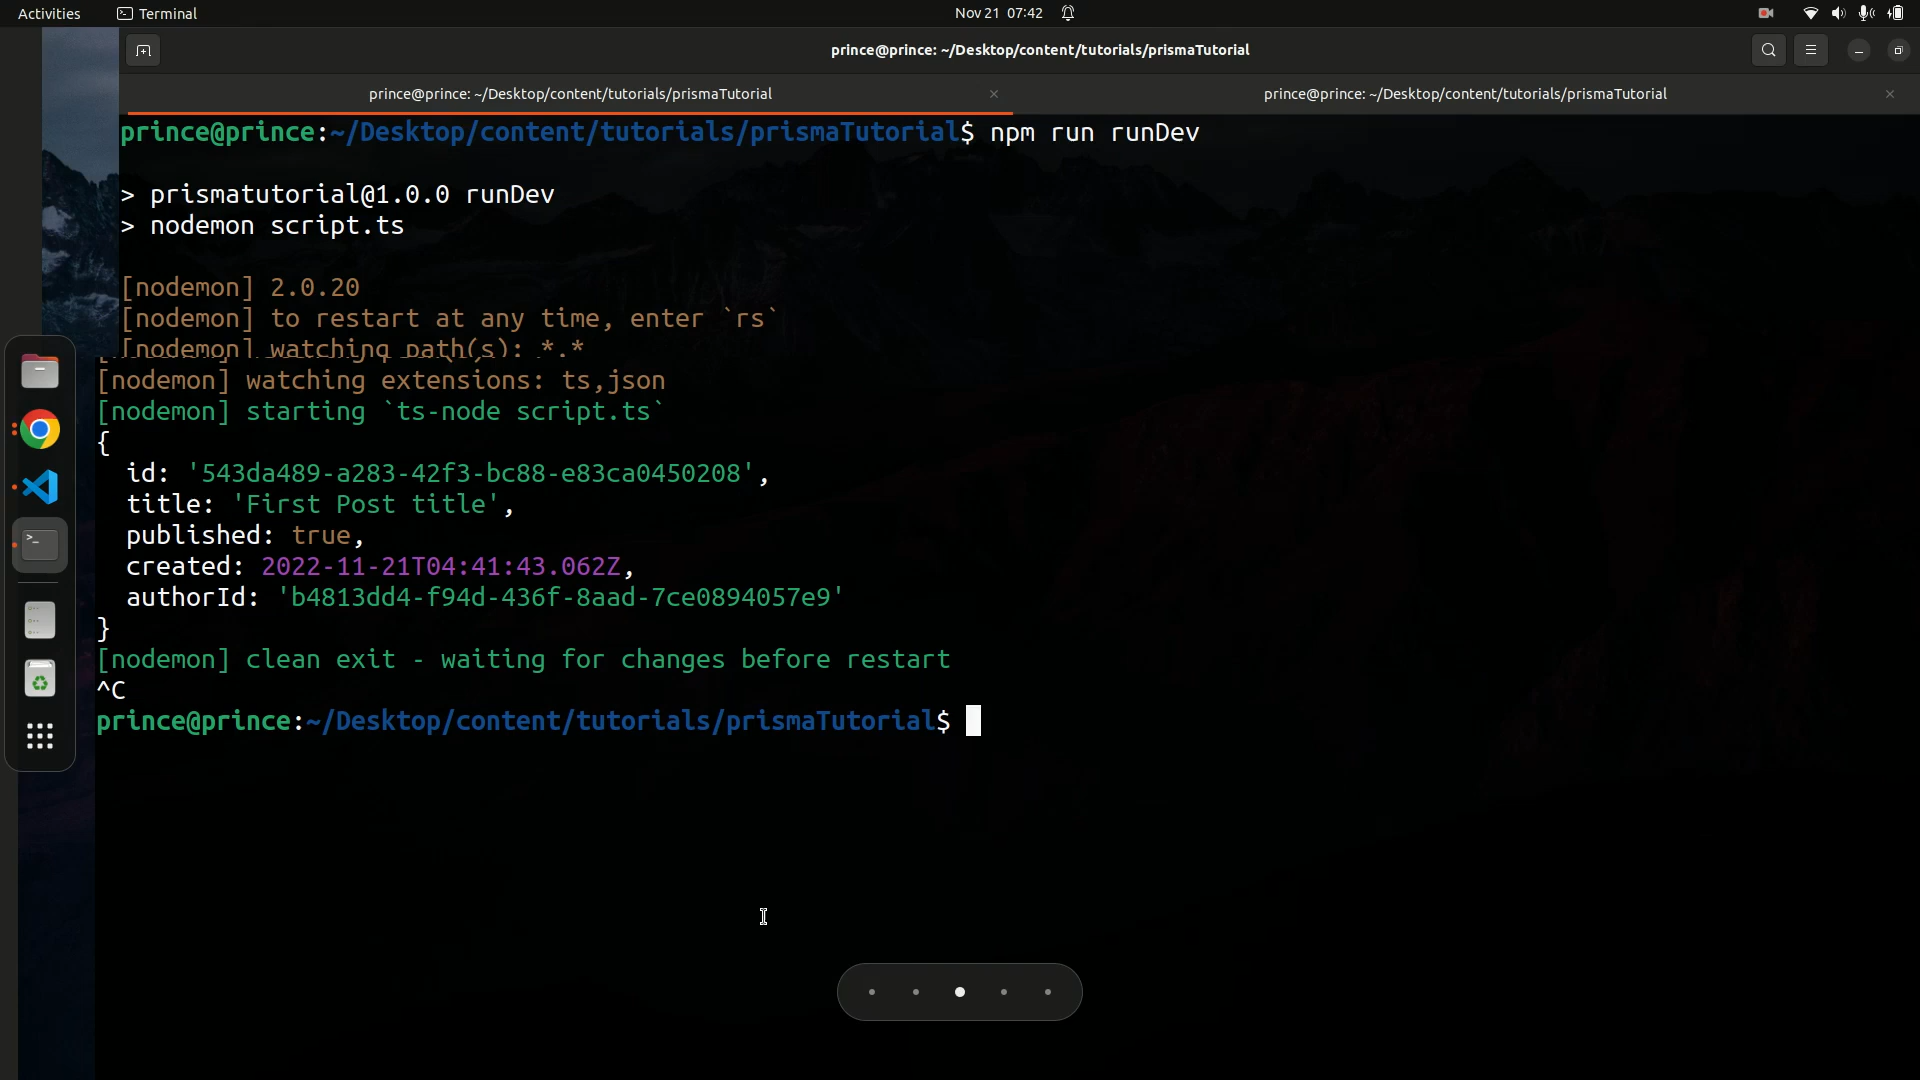 Activities Terminal Nov 21 07:42
prince@prince: ~/Desktop/content/tutorials/prismaTutorial
prince@prince: ~/Desktop/content/tutorials/prismaTutorial × prince@prince: ~/Desktop/content/tutorials/prismaTutorial ×
prince@prince:~/Desktop/content/tutorials/prismaTutorial$ npm run runDev
> prismatutorial@1.0.0 runDev
> nodemon script.ts
[nodemon] 2.0.20
[nodemon] to restart at any time, enter `rs`
[nodemon] watching path(s): *.*
[nodemon] watching extensions: ts,json
[nodemon] starting `ts-node script.ts`
{
id: '543da489-a283-42f3-bc88-e83ca0450208',
title: 'First Post title',
published: true,
created: 2022-11-21T04:41:43.062Z,
authorId: 'b4813dd4-f94d-436f-8aad-7ce0894057e9'
}
[nodemon] clean exit - waiting for changes before restart
^C
prince@prince:~/Desktop/content/tutorials/prismaTutorial$